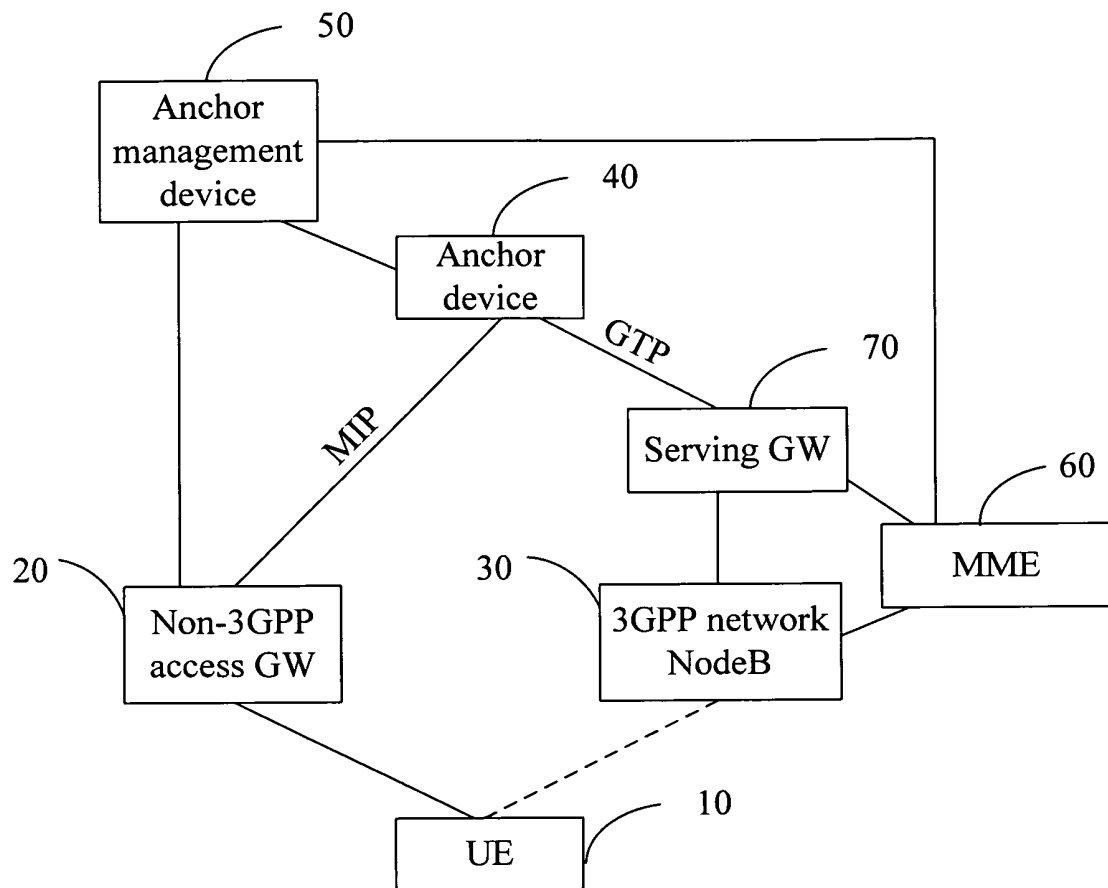 50
Anchor
management
device
40
Anchor
device
GTP
70
MIP
Serving GW
60
MME
20
Non-3GPP
access GW
30
3GPP network
NodeB
10
UE